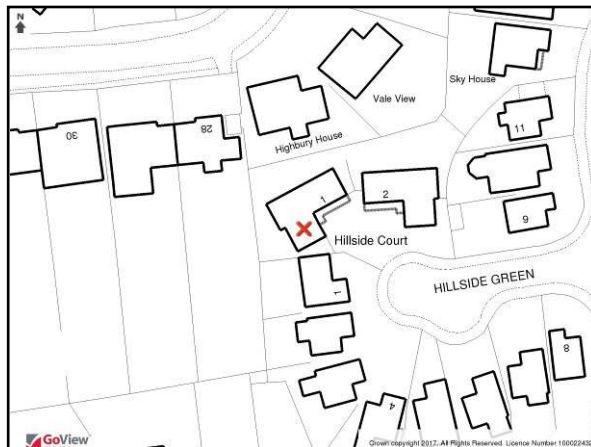 N
Vale View
Sky House
30
28
Highbury House
11
1
2
9
Hillside Court
HILLSIDE GREEN
1
8
4
GoView
Crown copyright 2017. All Rights Reserved. Licence Number 100022432